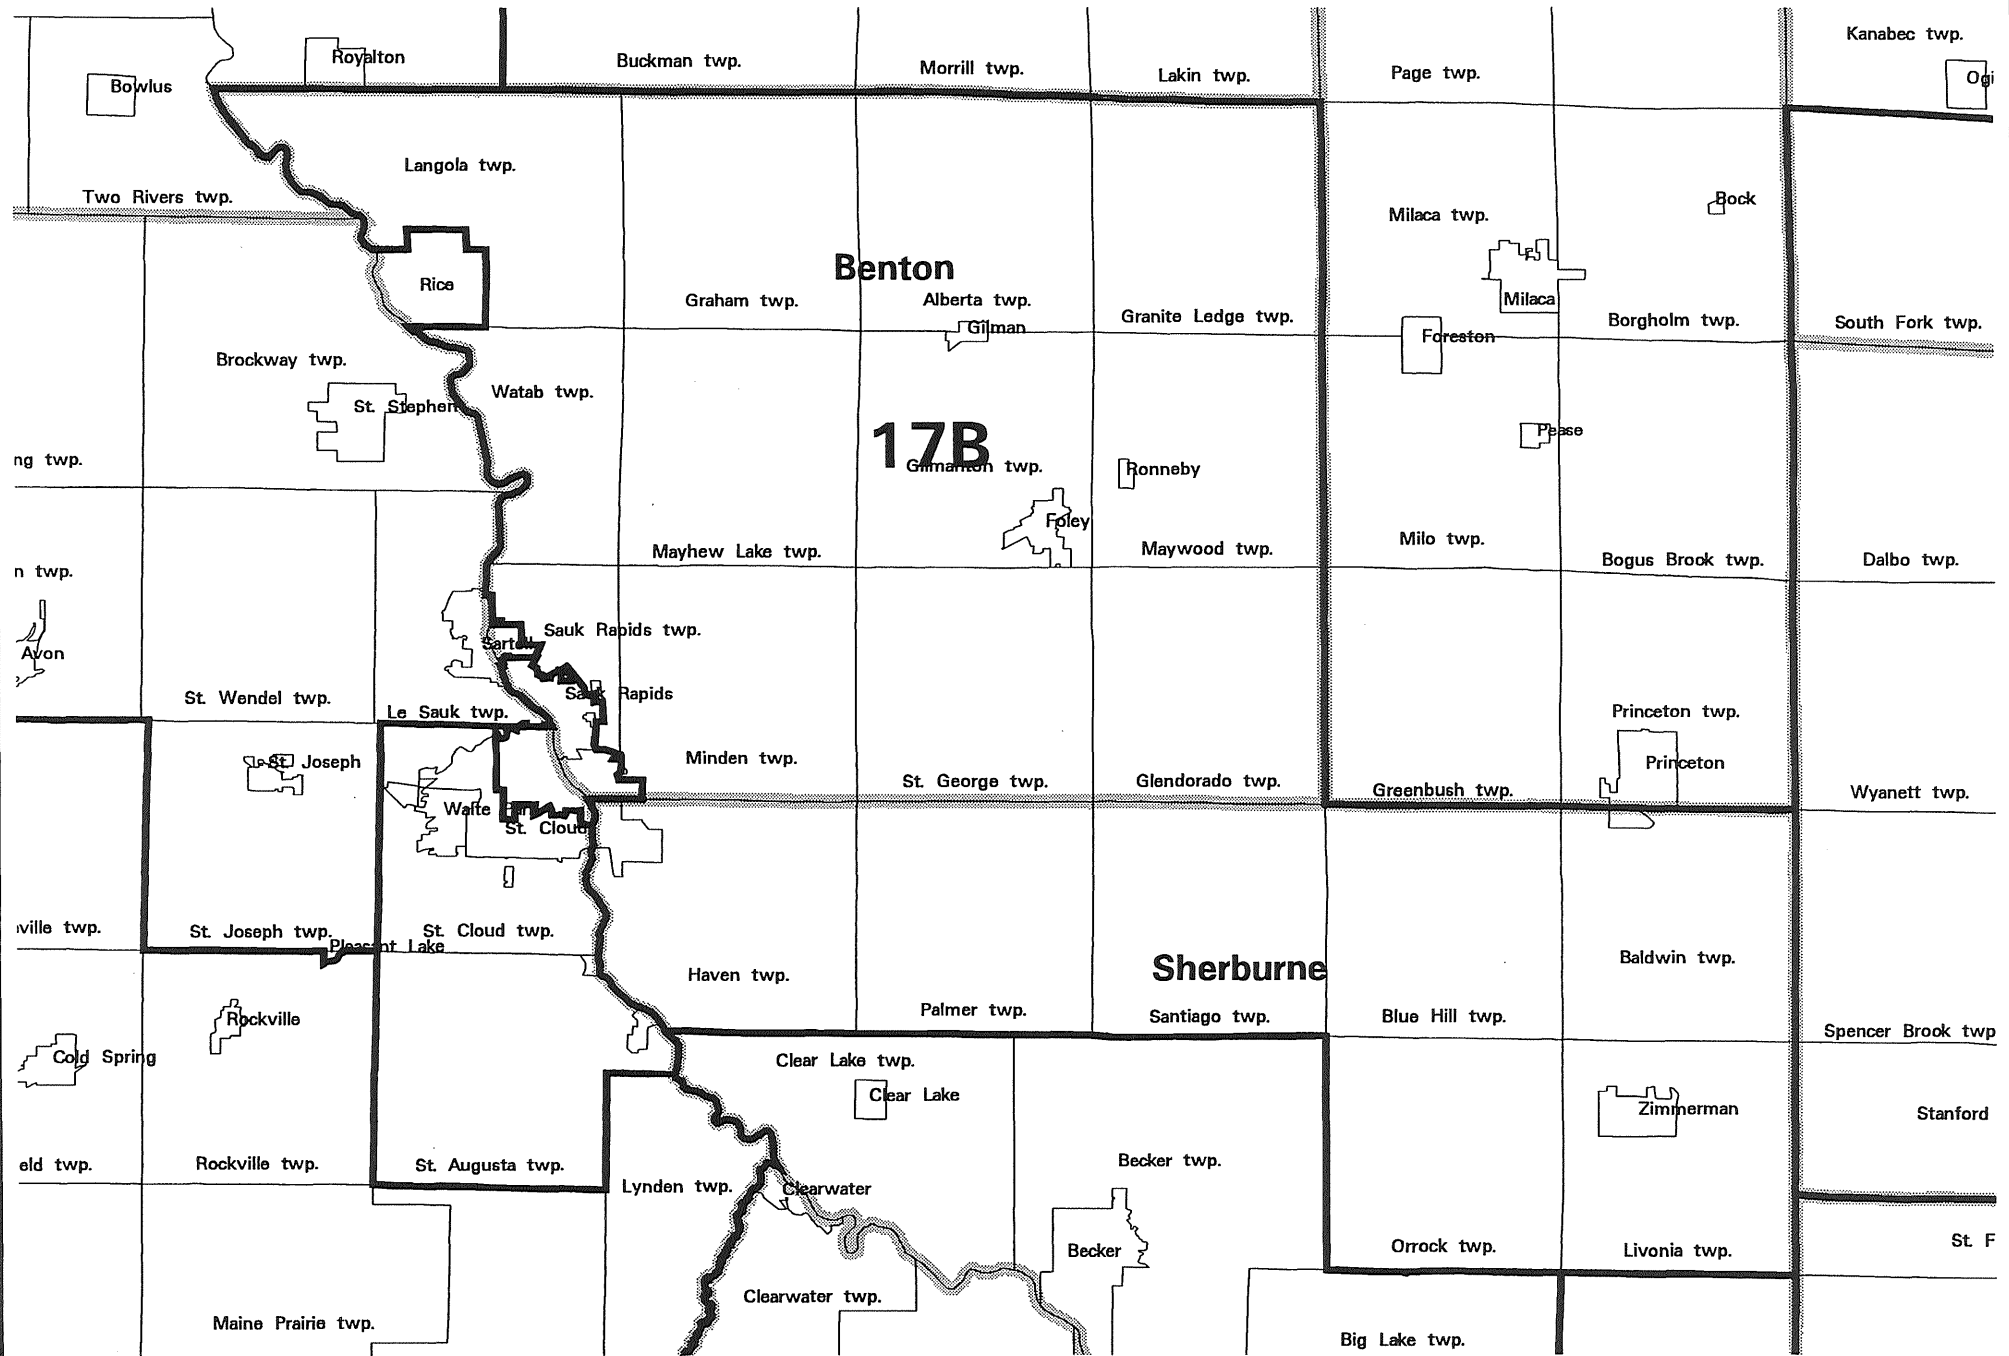 Kanabec twp.
Royalton
Buckman twp.
Morrill twp.
Lakin twp.
Page twp.
Ogi
Bowlus
Langola twp.
Two Rivers twp.
Bock
Milaca twp.
Benton
Rice
Graham twp.
Alberta twp.
Milaca
Granite Ledge twp.
Borgholm twp.
South Fork twp.
Gilman
Foreston
Brockway twp.
Watab twp.
St. Stephen
17B
Pease
ng twp.
Gilmanton twp.
Ronneby
Foley
Mayhew Lake twp.
Maywood twp.
Milo twp.
Bogus Brook twp.
Dalbo twp.
n twp.
Sauk Rapids twp.
Sartell
Avon
Sauk Rapids
St. Wendel twp.
Le Sauk twp.
Princeton twp.
St. Joseph
Minden twp.
Princeton
St. George twp.
Glendorado twp.
Greenbush twp.
Wyanett twp.
Waite Park
St. Cloud
ville twp.
St. Joseph twp.
St. Cloud twp.
Pleasant Lake
Baldwin twp.
Haven twp.
Sherburne
Palmer twp.
Santiago twp.
Blue Hill twp.
Rockville
Spencer Brook twp
Cold Spring
Clear Lake twp.
Clear Lake
Zimmerman
Stanford
eld twp.
Rockville twp.
St. Augusta twp.
Becker twp.
Lynden twp.
Clearwater
Becker
Orrock twp.
Livonia twp.
St. F
Clearwater twp.
Maine Prairie twp.
Big Lake twp.